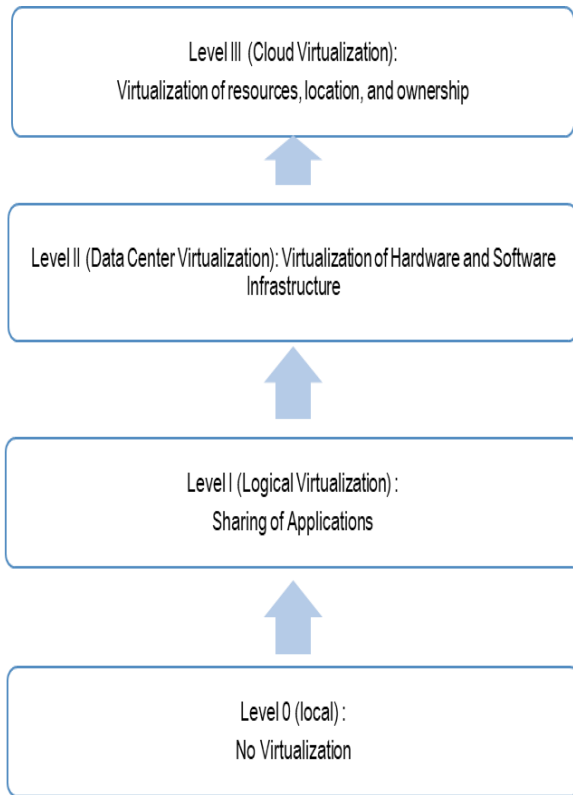 Level III (Cloud Virtualization):
Virtualization of resources, location, and ownership
Level II (Data Center Virtualization): Virtualization of Hardware and Software
Infrastructure
Level I (Logical Virtualization) :
Sharing of Applications
Level 0 (local) :
No Virtualization